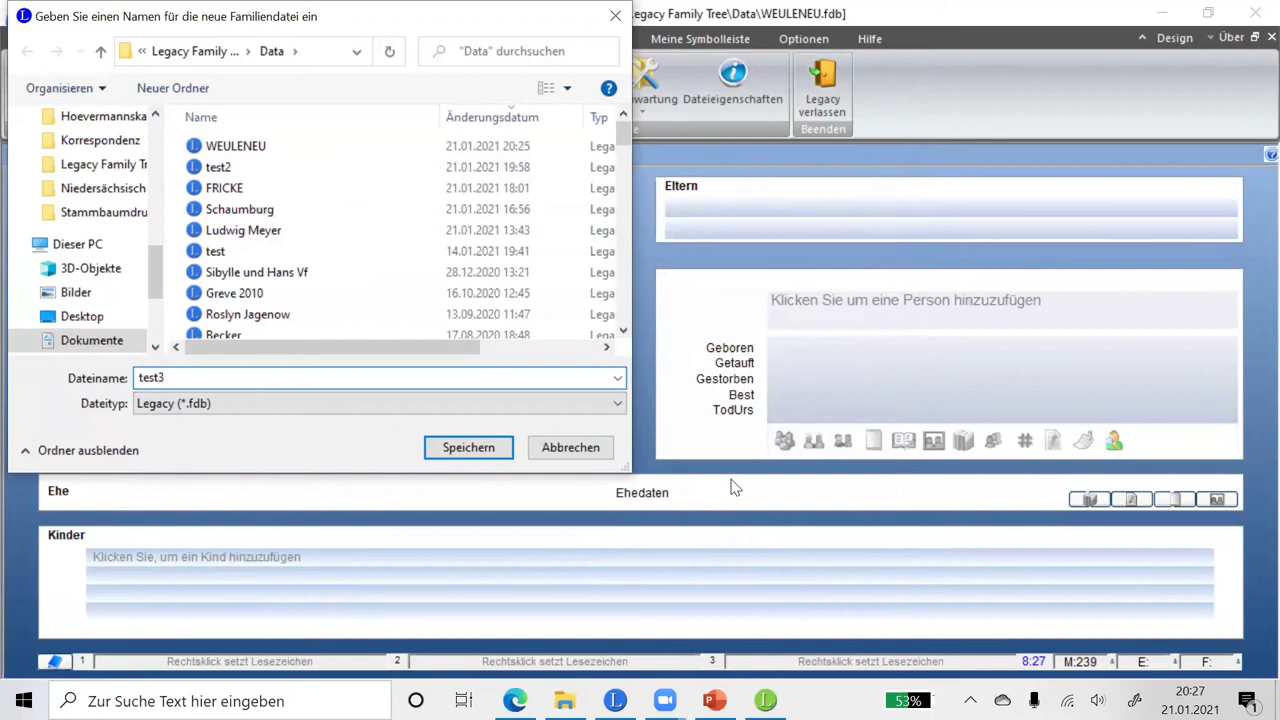 Geben Sie einen Namen für die neue Familiendatei ein
egacy Family Tree\Data\WEULENEU.fdb]
Legacy Family ... Data "Data" durchsuchen
Meine Symbolleiste Optionen Hilfe Design Über
Organisieren Neuer Ordner
wartung Dateieigenschaften Legacy verlassen
Beenden
Name Änderungsdatum Typ
Hoevermannska
Korrespondenz
Legacy Family Tr
Niedersächsisch
Stammbaumdru
Dieser PC
3D-Objekte
Bilder
Desktop
Dokumente
WEULENEU 21.01.2021 20:25 Lega
test2 21.01.2021 19:58 Lega
FRICKE 21.01.2021 18:01 Lega
Schaumburg 21.01.2021 16:56 Lega
Ludwig Meyer 21.01.2021 13:43 Lega
test 14.01.2021 19:41 Lega
Sibylle und Hans Vf 28.12.2020 13:21 Lega
Greve 2010 16.10.2020 12:45 Lega
Roslyn Jagenow 13.09.2020 11:47 Lega
Becker 17.08.2020 18:48 Lega
Dateiname: test3
Dateityp: Legacy (*.fdb)
Ordner ausblenden Speichern Abbrechen
Eltern
Klicken Sie um eine Person hinzuzufügen
Geboren
Getauft
Gestorben
Best
TodUrs
Ehe Ehedaten
Kinder
Klicken Sie, um ein Kind hinzuzufügen
1 Rechtsklick setzt Lesezeichen 2 Rechtsklick setzt Lesezeichen 3 Rechtsklick setzt Lesezeichen 8:27 M:239 E: F:
Zur Suche Text hier eingeben 53% 20:27
21.01.2021 1